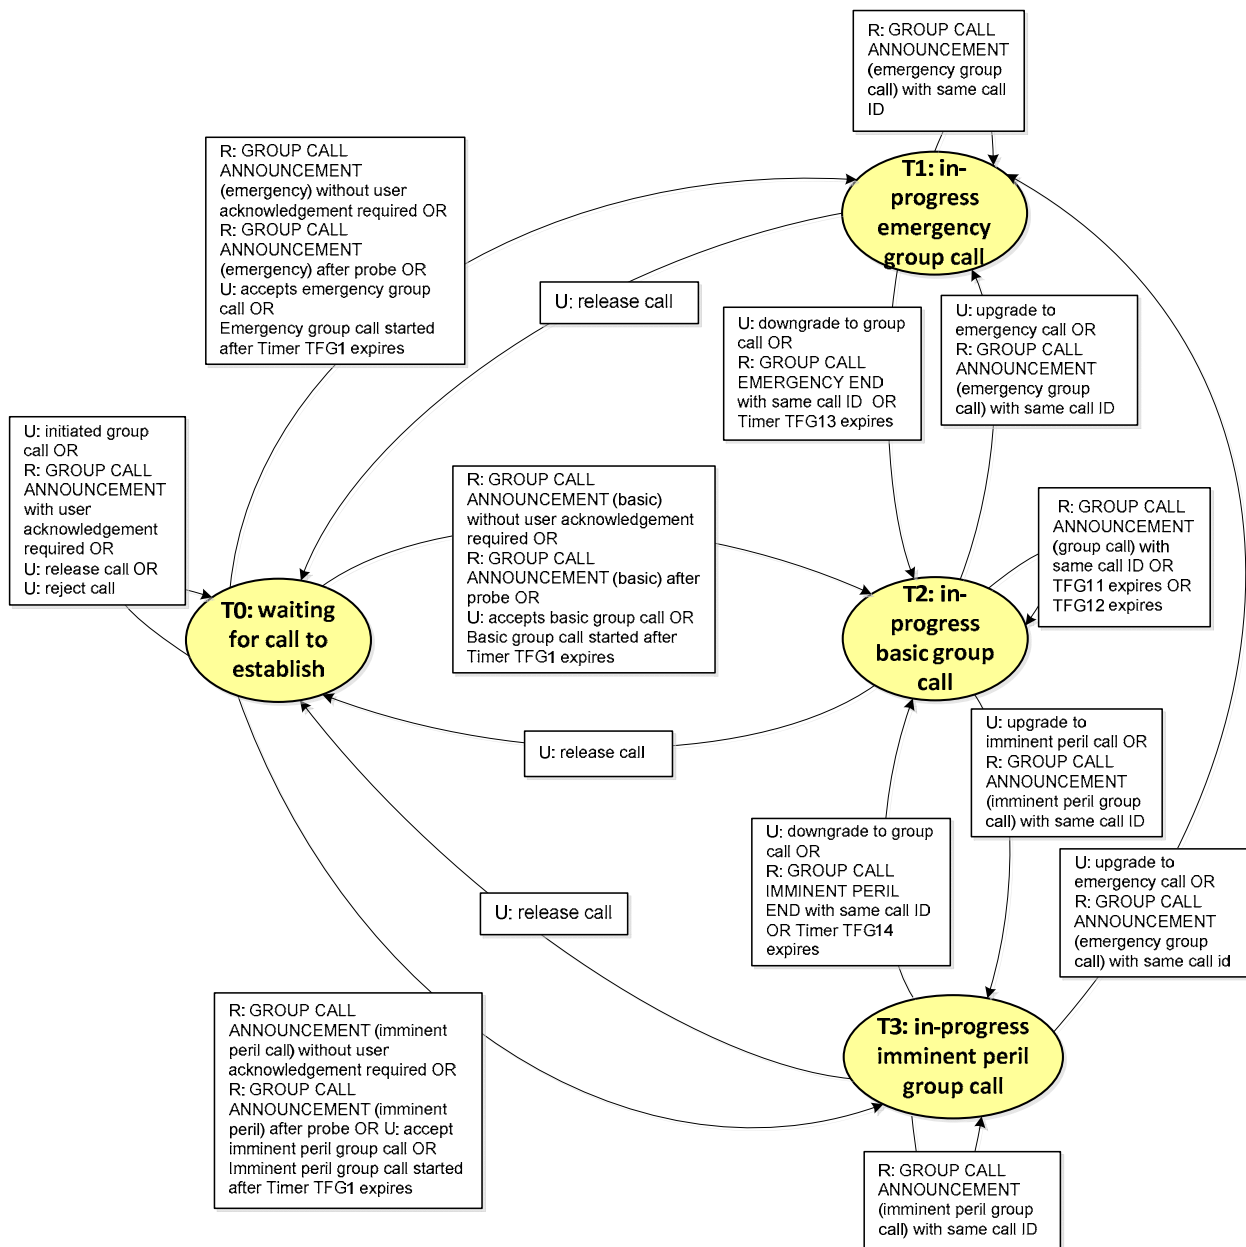 R: GROUP CALL
ANNOUNCEMENT
(emergency group
call) with same call
ID
T1: in-
progress
emergency
group call
R: GROUP CALL
ANNOUNCEMENT
(emergency) without user
acknowledgement required OR
R: GROUP CALL
ANNOUNCEMENT
(emergency) after probe OR
U: accepts emergency group
call OR
Emergency group call started
after Timer TFG1 expires
U: release call
U: downgrade to group
call OR
R: GROUP CALL
EMERGENCY END
with same call ID OR
Timer TFG13 expires
U: upgrade to
emergency call OR
R: GROUP CALL
ANNOUNCEMENT
(emergency group
call) with same call ID
U: initiated group
call OR
R: GROUP CALL
ANNOUNCEMENT
with user
acknowledgement
required OR
U: release call OR
U: reject call
R: GROUP CALL
ANNOUNCEMENT (basic)
without user acknowledgement
required OR
R: GROUP CALL
ANNOUNCEMENT (basic) after
probe OR
U: accepts basic group call OR
Basic group call started after
Timer TFG1 expires
R: GROUP CALL
ANNOUNCEMENT
(group call) with
same call ID OR
TFG11 expires OR
TFG12 expires
T0: waiting
for call to
establish
T2: in-
progress
basic group
call
U: release call
U: upgrade to
imminent peril call OR
R: GROUP CALL
ANNOUNCEMENT
(imminent peril group
call) with same call ID
U: downgrade to group
call OR
R: GROUP CALL
IMMINENT PERIL
END with same call ID
OR Timer TFG14
expires
U: upgrade to
emergency call OR
R: GROUP CALL
ANNOUNCEMENT
(emergency group
call) with same call id
U: release call
R: GROUP CALL
ANNOUNCEMENT (imminent
peril call) without user
acknowledgement required OR
R: GROUP CALL
ANNOUNCEMENT (imminent
peril) after probe OR U: accept
imminent peril group call OR
Imminent peril group call started
after Timer TFG1 expires
T3: in-progress
imminent peril
group call
R: GROUP CALL
ANNOUNCEMENT
(imminent peril group
call) with same call ID